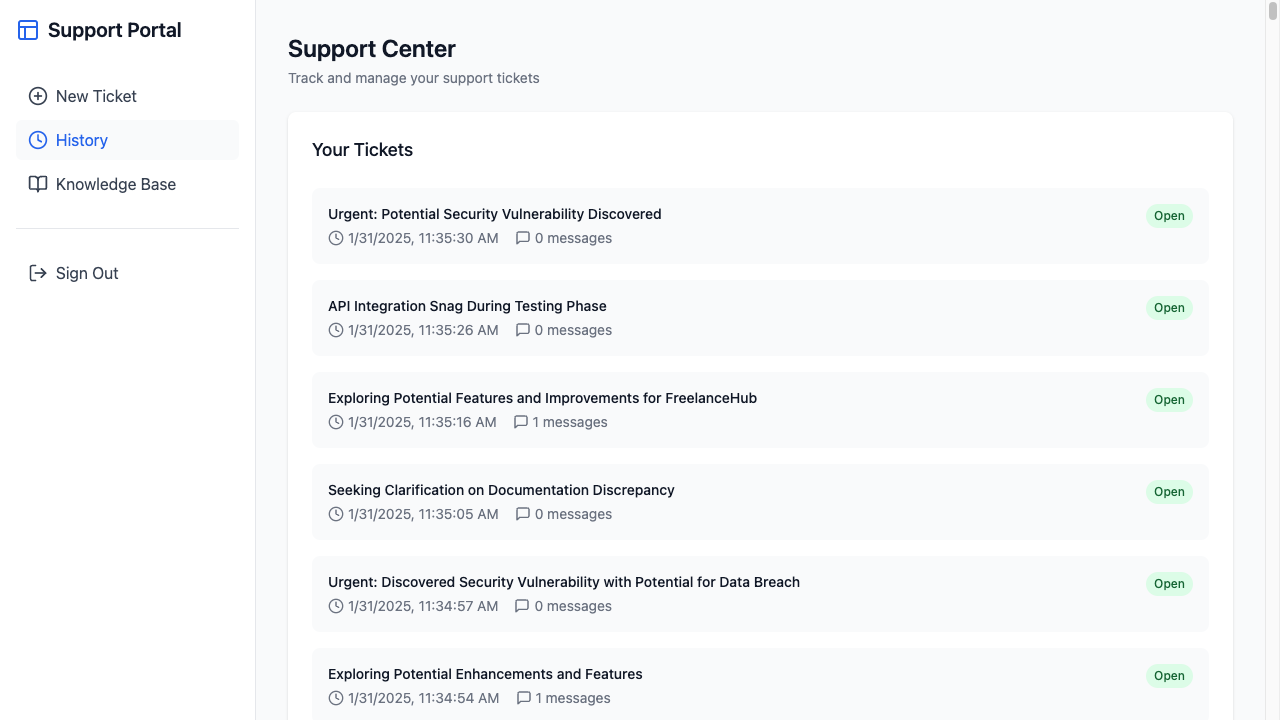 Support Portal
New Ticket
History
Knowledge Base
Sign Out
Support Center
Track and manage your support tickets
Your Tickets
Urgent: Potential Security Vulnerability Discovered
Open
1/31/2025, 11:35:30 AM 0 messages
API Integration Snag During Testing Phase
Open
1/31/2025, 11:35:26 AM 0 messages
Exploring Potential Features and Improvements for FreelanceHub
Open
1/31/2025, 11:35:16 AM 1 messages
Seeking Clarification on Documentation Discrepancy
Open
1/31/2025, 11:35:05 AM 0 messages
Urgent: Discovered Security Vulnerability with Potential for Data Breach
Open
1/31/2025, 11:34:57 AM 0 messages
Exploring Potential Enhancements and Features
Open
1/31/2025, 11:34:54 AM 1 messages